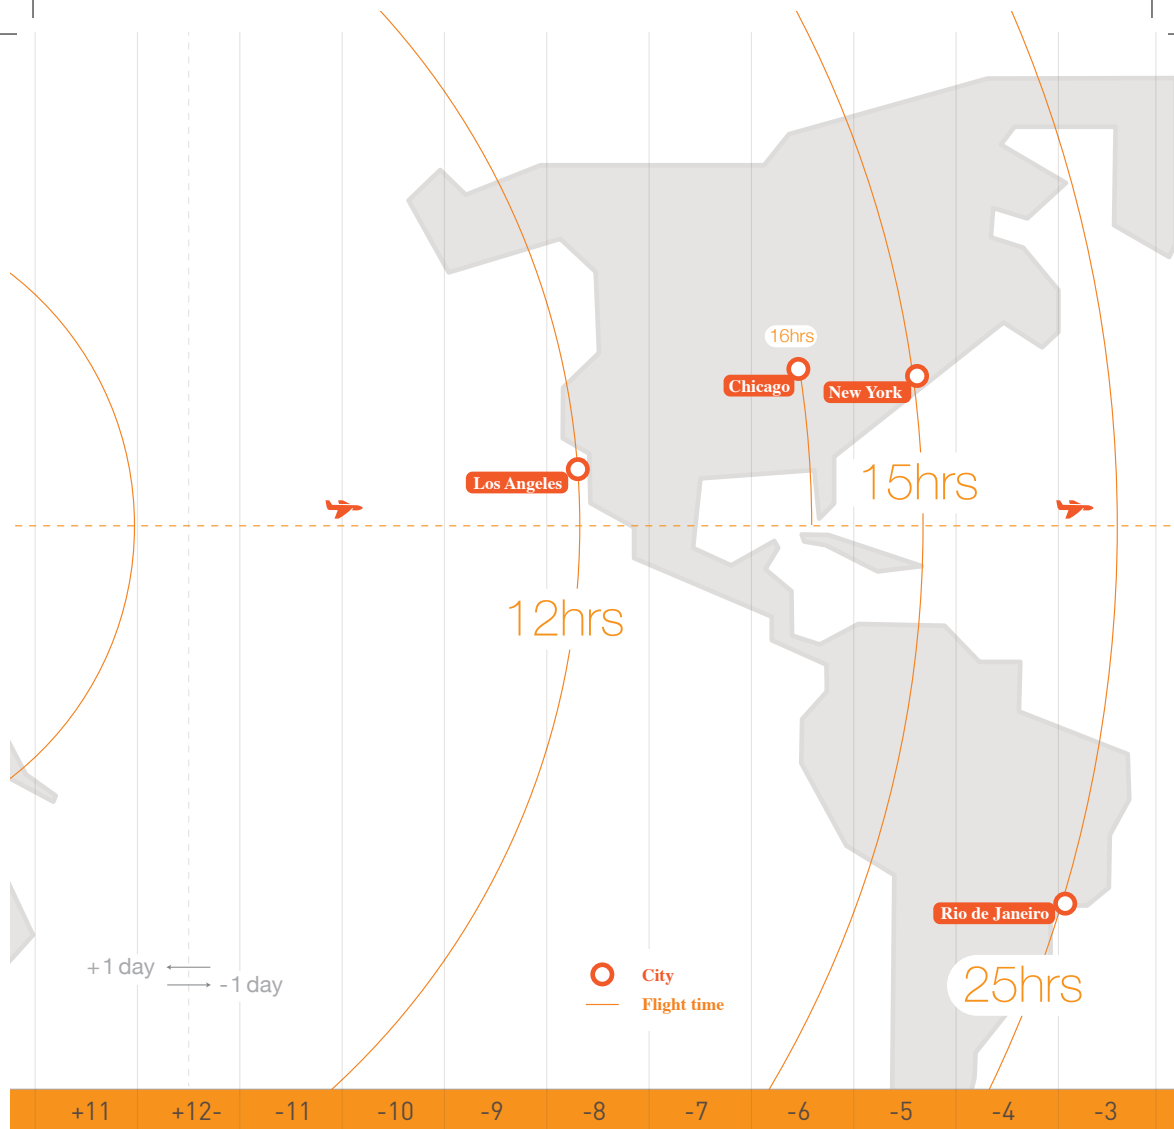 16hrs
Chicago
New York
Los Angeles
15hrs
12hrs
Rio de Janeiro
25hrs
+1 day
-1 day
City
Flight time
+11 +12- -11 -10 -9 -8 -7 -6 -5 -4 -3